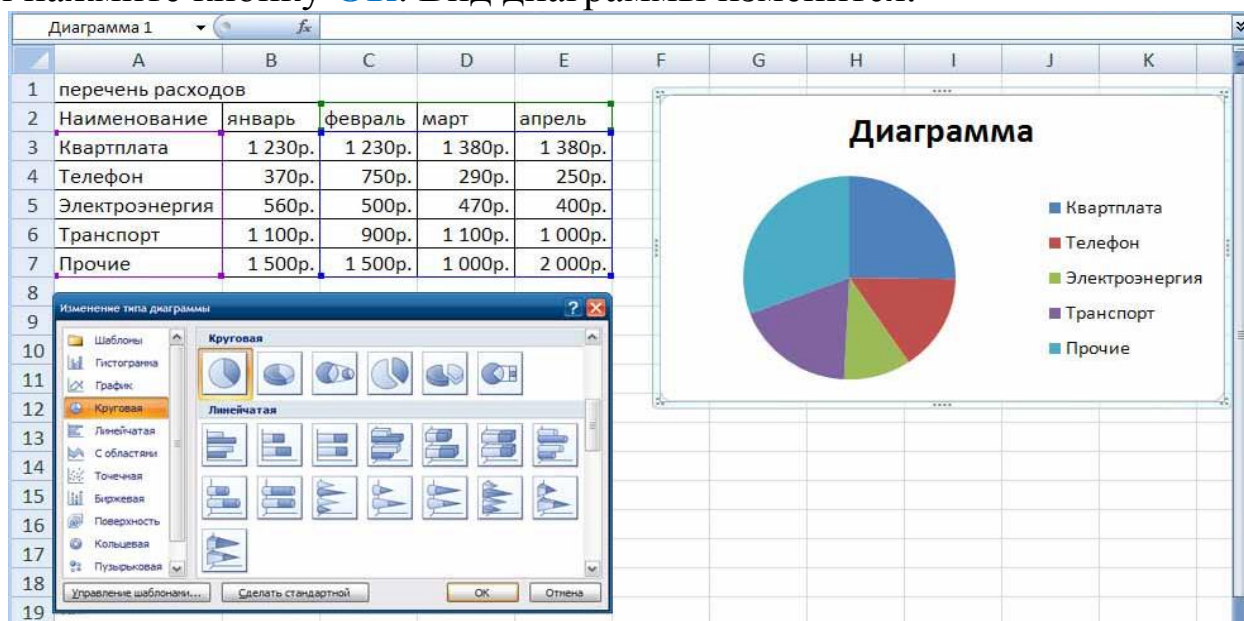 и нажмите кнопку ОК. Вид диаграммы изменится.
Диаграмма 1 fx
A B C D E F G H I J K
1 перечень расходов
2 Наименование январь февраль март апрель
3 Квартплата 1 230р. 1 230р. 1 380р. 1 380р.
4 Телефон 370р. 750р. 290р. 250р.
5 Электроэнергия 560р. 500р. 470р. 400р.
6 Транспорт 1 100р. 900р. 1 100р. 1 000р.
7 Прочие 1 500р. 1 500р. 1 000р. 2 000р.
8
9
10
11
12
13
14
15
16
17
18
19
Диаграмма
Квартплата
Телефон
Электроэнергия
Транспорт
Прочие
Изменение типа диаграммы ?
Шаблоны
Гистограмма
График
Круговая
Линейчатая
С областями
Точечная
Биржевая
Поверхность
Кольцевая
Пузырьковая
Круговая
Линейчатая
Управление шаблонами... Сделать стандартной ОК Отмена